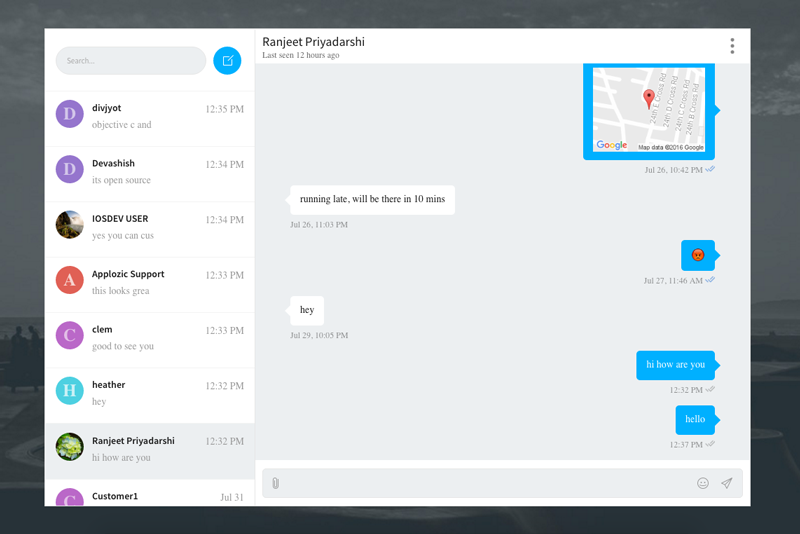 Search...
divjyot 12:35 PM
objective c and
Devashish 12:34 PM
its open source
IOSDEV USER 12:34 PM
yes you can cus
Applozic Support 12:33 PM
this looks grea
clem 12:33 PM
good to see you
heather 12:32 PM
hey
Ranjeet Priyadarshi 12:32 PM
hi how are you
Customer1 Jul 31
D
D
A
C
H
C
Ranjeet Priyadarshi
Last seen 12 hours ago
24th E Cross Rd
24th D Cross Rd
24th C Cross Rd
24th B Cross Rd
Google Map data ©2016 Google
Jul 26, 10:42 PM
running late, will be there in 10 mins
Jul 26, 11:03 PM
Jul 27, 11:46 AM
hey
Jul 29, 10:05 PM
hi how are you
12:32 PM
hello
12:37 PM